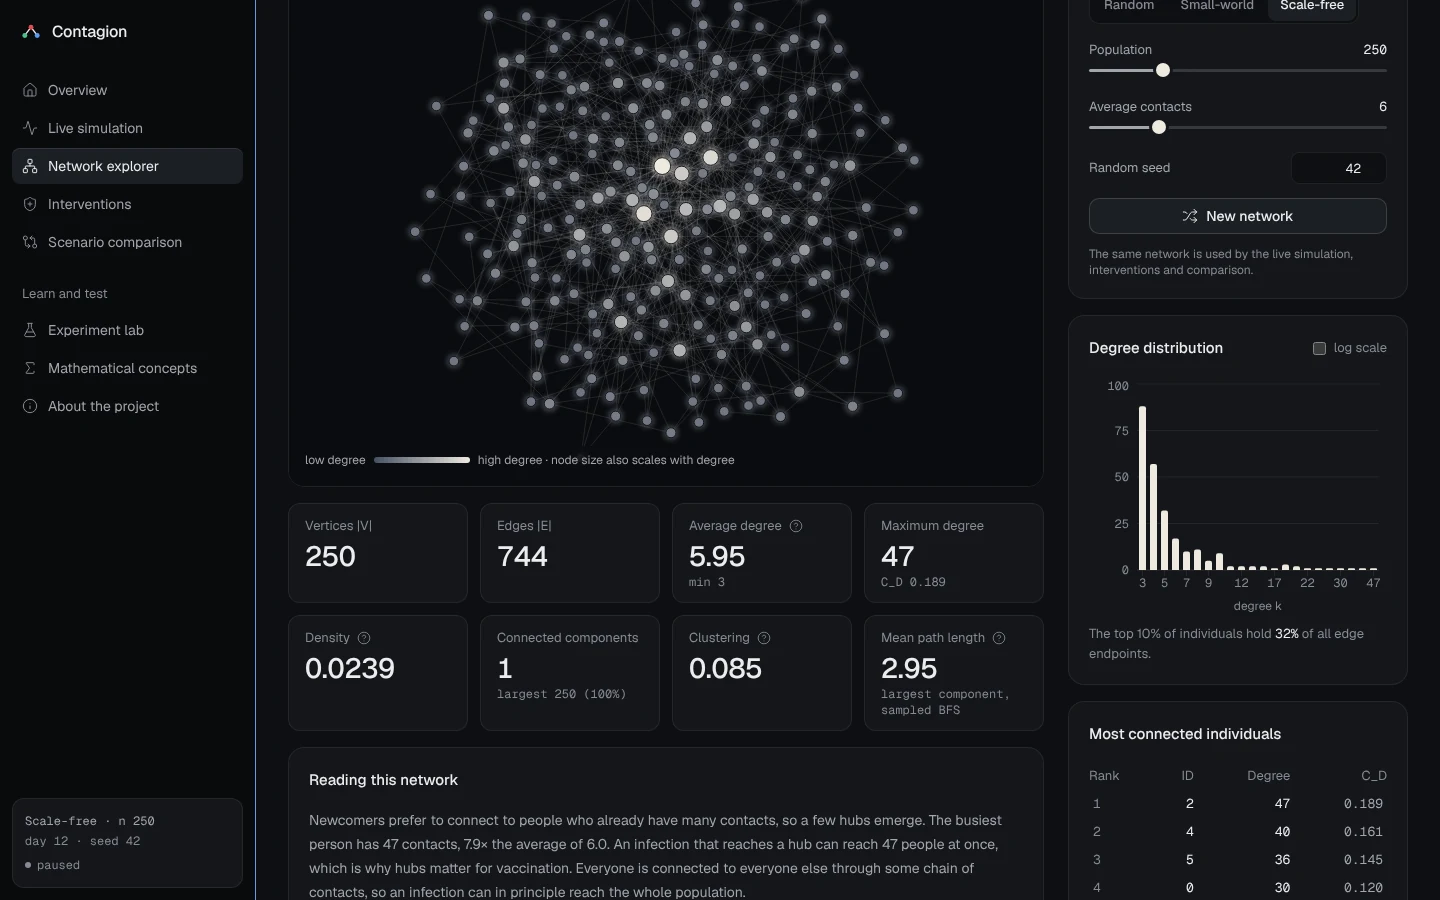 Contagion
Overview
Live simulation
Network explorer
Interventions
Scenario comparison
Learn and test
Experiment lab
Mathematical concepts
About the project
Scale-free · n 250
day 12 · seed 42
paused
low degree
high degree · node size also scales with degree
Vertices |V|
250
Edges |E|
744
Average degree
5.95
min 3
Maximum degree
47
C_D 0.189
Density
0.0239
Connected components
1
largest 250 (100%)
Clustering
0.085
Mean path length
2.95
largest component,
sampled BFS
Reading this network
Newcomers prefer to connect to people who already have many contacts, so a few hubs emerge. The busiest
person has 47 contacts, 7.9× the average of 6.0. An infection that reaches a hub can reach 47 people at once,
which is why hubs matter for vaccination. Everyone is connected to everyone else through some chain of
contacts, so an infection can in principle reach the whole population.
Random Small-world Scale-free
Population 250
Average contacts 6
Random seed 42
New network
The same network is used by the live simulation,
interventions and comparison.
Degree distribution
log scale
100
75
50
25
0
3 5 7 9 12 17 22 30 47
degree k
The top 10% of individuals hold 32% of all edge
endpoints.
Most connected individuals
Rank ID Degree C_D
1 2 47 0.189
2 4 40 0.161
3 5 36 0.145
4 0 30 0.120